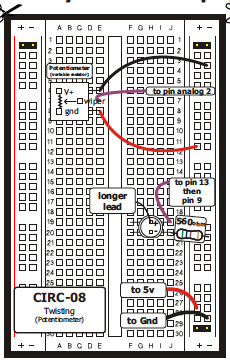 A B C D E F G H I J
Potentiometer
(variable resistor)
V+
wiper
gnd
to pin analog 2
to pin 13
then
pin 9
longer
lead
560
CIRC-08
Twisting
(Potentiometer)
to 5v
to Gnd
+ -
+ -